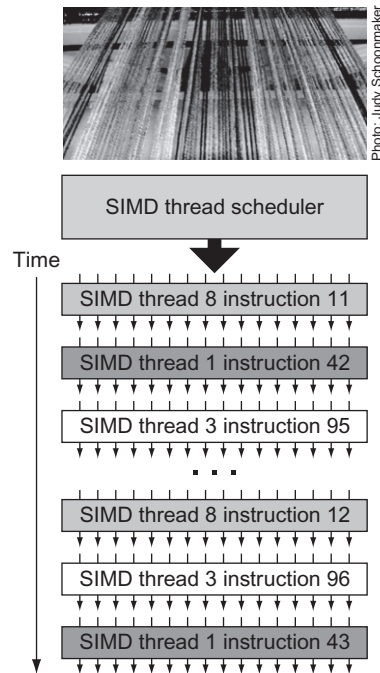 Photo: Judy Schoonmaker
SIMD thread scheduler
Time
SIMD thread 8 instruction 11
SIMD thread 1 instruction 42
SIMD thread 3 instruction 95
. . .
SIMD thread 8 instruction 12
SIMD thread 3 instruction 96
SIMD thread 1 instruction 43